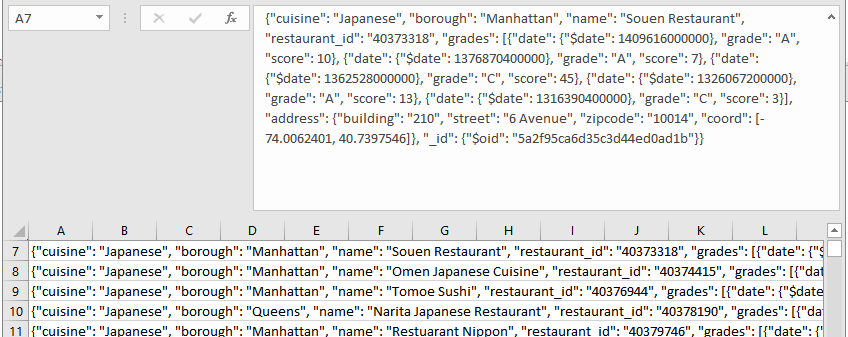 A7
fx
{"cuisine": "Japanese", "borough": "Manhattan", "name": "Souen Restaurant",
"restaurant_id": "40373318", "grades": [{"date": {"$date": 1409616000000}, "grade": "A",
"score": 10}, {"date": {"$date": 1376870400000}, "grade": "A", "score": 7}, {"date":
{"$date": 1362528000000}, "grade": "C", "score": 45}, {"date": {"$date": 1326067200000},
"grade": "A", "score": 13}, {"date": {"$date": 1316390400000}, "grade": "C", "score": 3}],
"address": {"building": "210", "street": "6 Avenue", "zipcode": "10014", "coord": [-
74.0062401, 40.7397546]}, "_id": {"$oid": "5a2f95ca6d35c3d44ed0ad1b"}}
A B C D E F G H I J K L
7 {"cuisine": "Japanese", "borough": "Manhattan", "name": "Souen Restaurant", "restaurant_id": "40373318", "grades": [{"date": {"$
8 {"cuisine": "Japanese", "borough": "Manhattan", "name": "Omen Japanese Cuisine", "restaurant_id": "40374415", "grades": [{"dat
9 {"cuisine": "Japanese", "borough": "Manhattan", "name": "Tomoe Sushi", "restaurant_id": "40376944", "grades": [{"date": {"$date
10 {"cuisine": "Japanese", "borough": "Queens", "name": "Narita Japanese Restaurant", "restaurant_id": "40378190", "grades": [{"da
11 {"cuisine": "Japanese", "borough": "Manhattan", "name": "Restuarant Nippon", "restaurant_id": "40379746", "grades": [{"date": {"